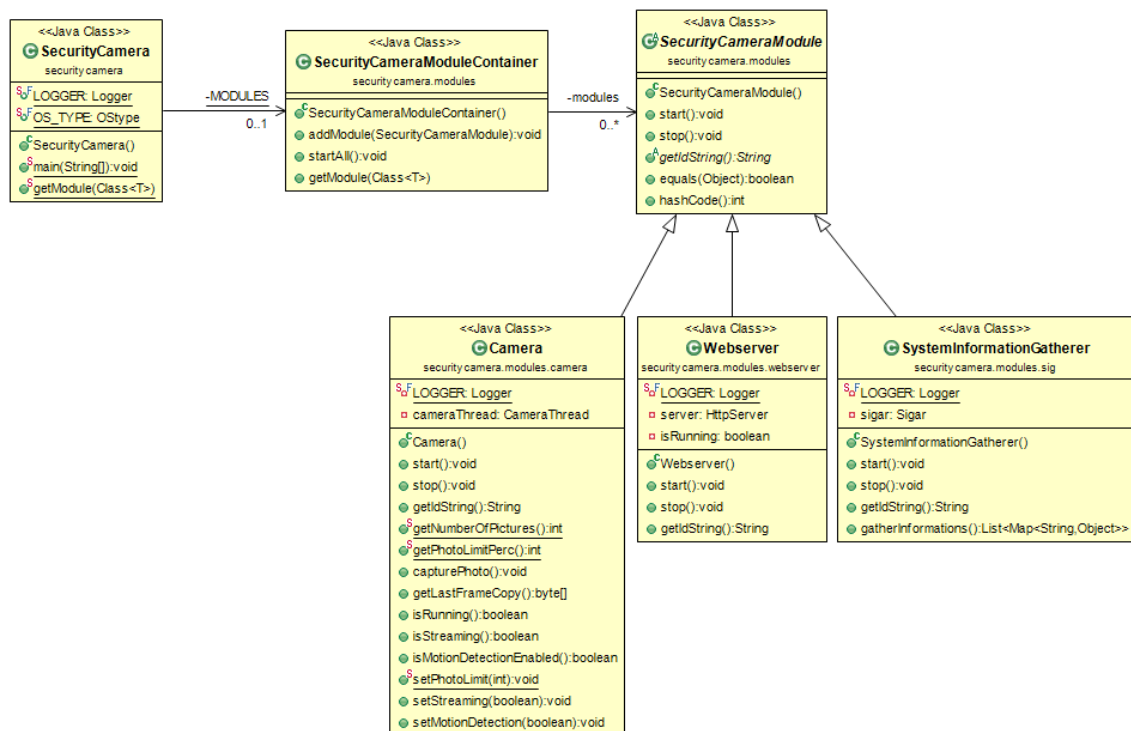 <<Java Class>>
SecurityCamera
security camera
LOGGER: Logger
OS_TYPE: OStype
SecurityCamera()
main(String[]):void
getModule(Class<T>)
-MODULES
0..1
<<Java Class>>
SecurityCameraModuleContainer
security camera.modules
SecurityCameraModuleContainer()
addModule(SecurityCameraModule):void
startAll():void
getModule(Class<T>)
-modules
0..*
<<Java Class>>
SecurityCameraModule
security camera.modules
SecurityCameraModule()
start():void
stop():void
getIdString():String
equals(Object):boolean
hashCode():int
<<Java Class>>
Camera
security camera.modules.camera
LOGGER: Logger
cameraThread: CameraThread
Camera()
start():void
stop():void
getIdString():String
getNumberOfPictures():int
getPhotoLimitPerc():int
capturePhoto():void
getLastFrameCopy():byte[]
isRunning():boolean
isStreaming():boolean
isMotionDetectionEnabled():boolean
setPhotoLimit(int):void
setStreaming(boolean):void
setMotionDetection(boolean):void
<<Java Class>>
Webserver
security camera.modules.webserver
LOGGER: Logger
server: HttpServer
isRunning: boolean
Webserver()
start():void
stop():void
getIdString():String
<<Java Class>>
SystemInformationGatherer
security camera.modules.sig
LOGGER: Logger
sigar: Sigar
SystemInformationGatherer()
start():void
stop():void
getIdString():String
gatherInformations():List<Map<String,Object>>